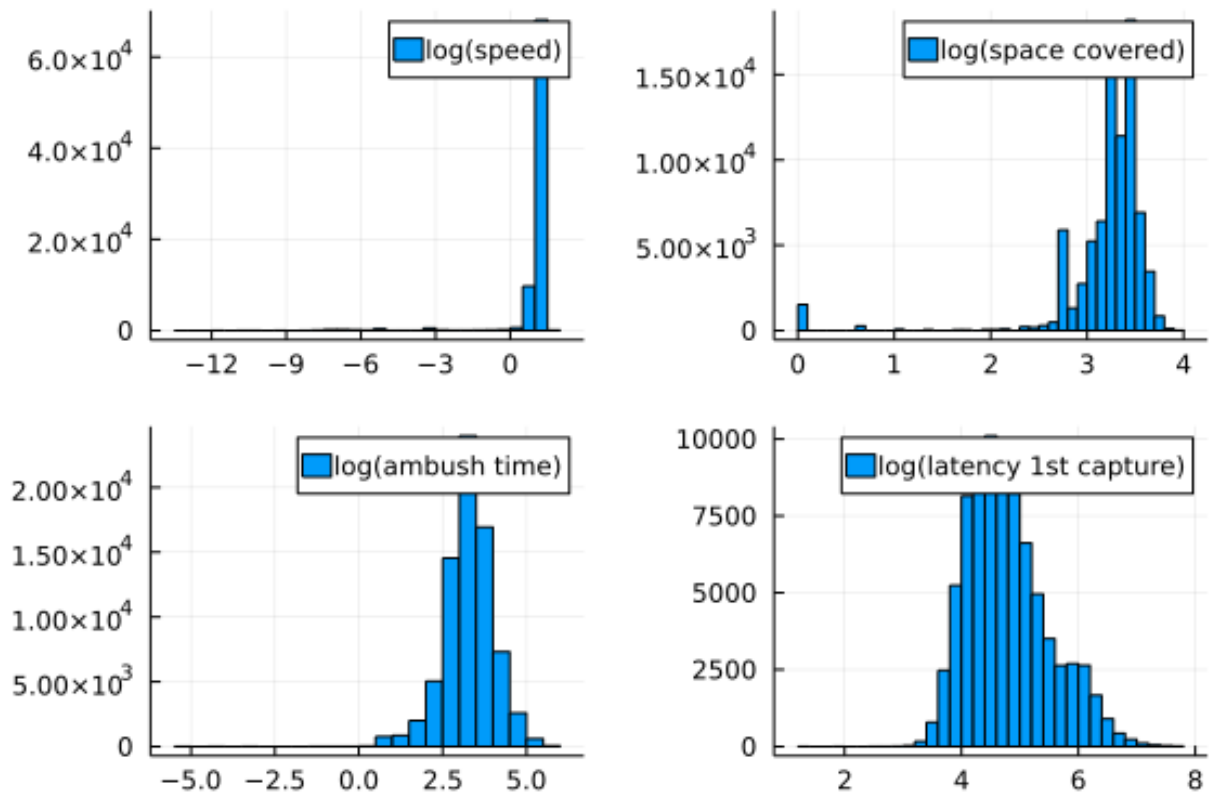 log(speed)
6.0×10⁴
4.0×10⁴
2.0×10⁴
0
−12 −9 −6 −3 0
log(space covered)
1.50×10⁴
1.00×10⁴
5.00×10³
0
0 1 2 3 4
log(ambush time)
2.00×10⁴
1.50×10⁴
1.00×10⁴
5.00×10³
0
−5.0 −2.5 0.0 2.5 5.0
log(latency 1st capture)
10000
7500
5000
2500
0
2 4 6 8